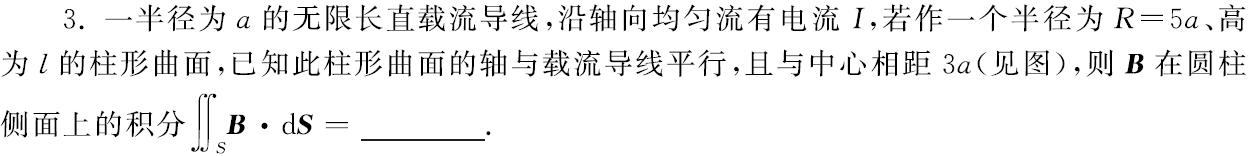 3. 一半径为 a 的无限长直载流导线,沿轴向均匀流有电流 I,若作一个半径为 R=5a、高
为 l 的柱形曲面,已知此柱形曲面的轴与载流导线平行,且与中心相距 3a(见图),则 B 在圆柱
侧面上的积分∬_S B · dS = ________.